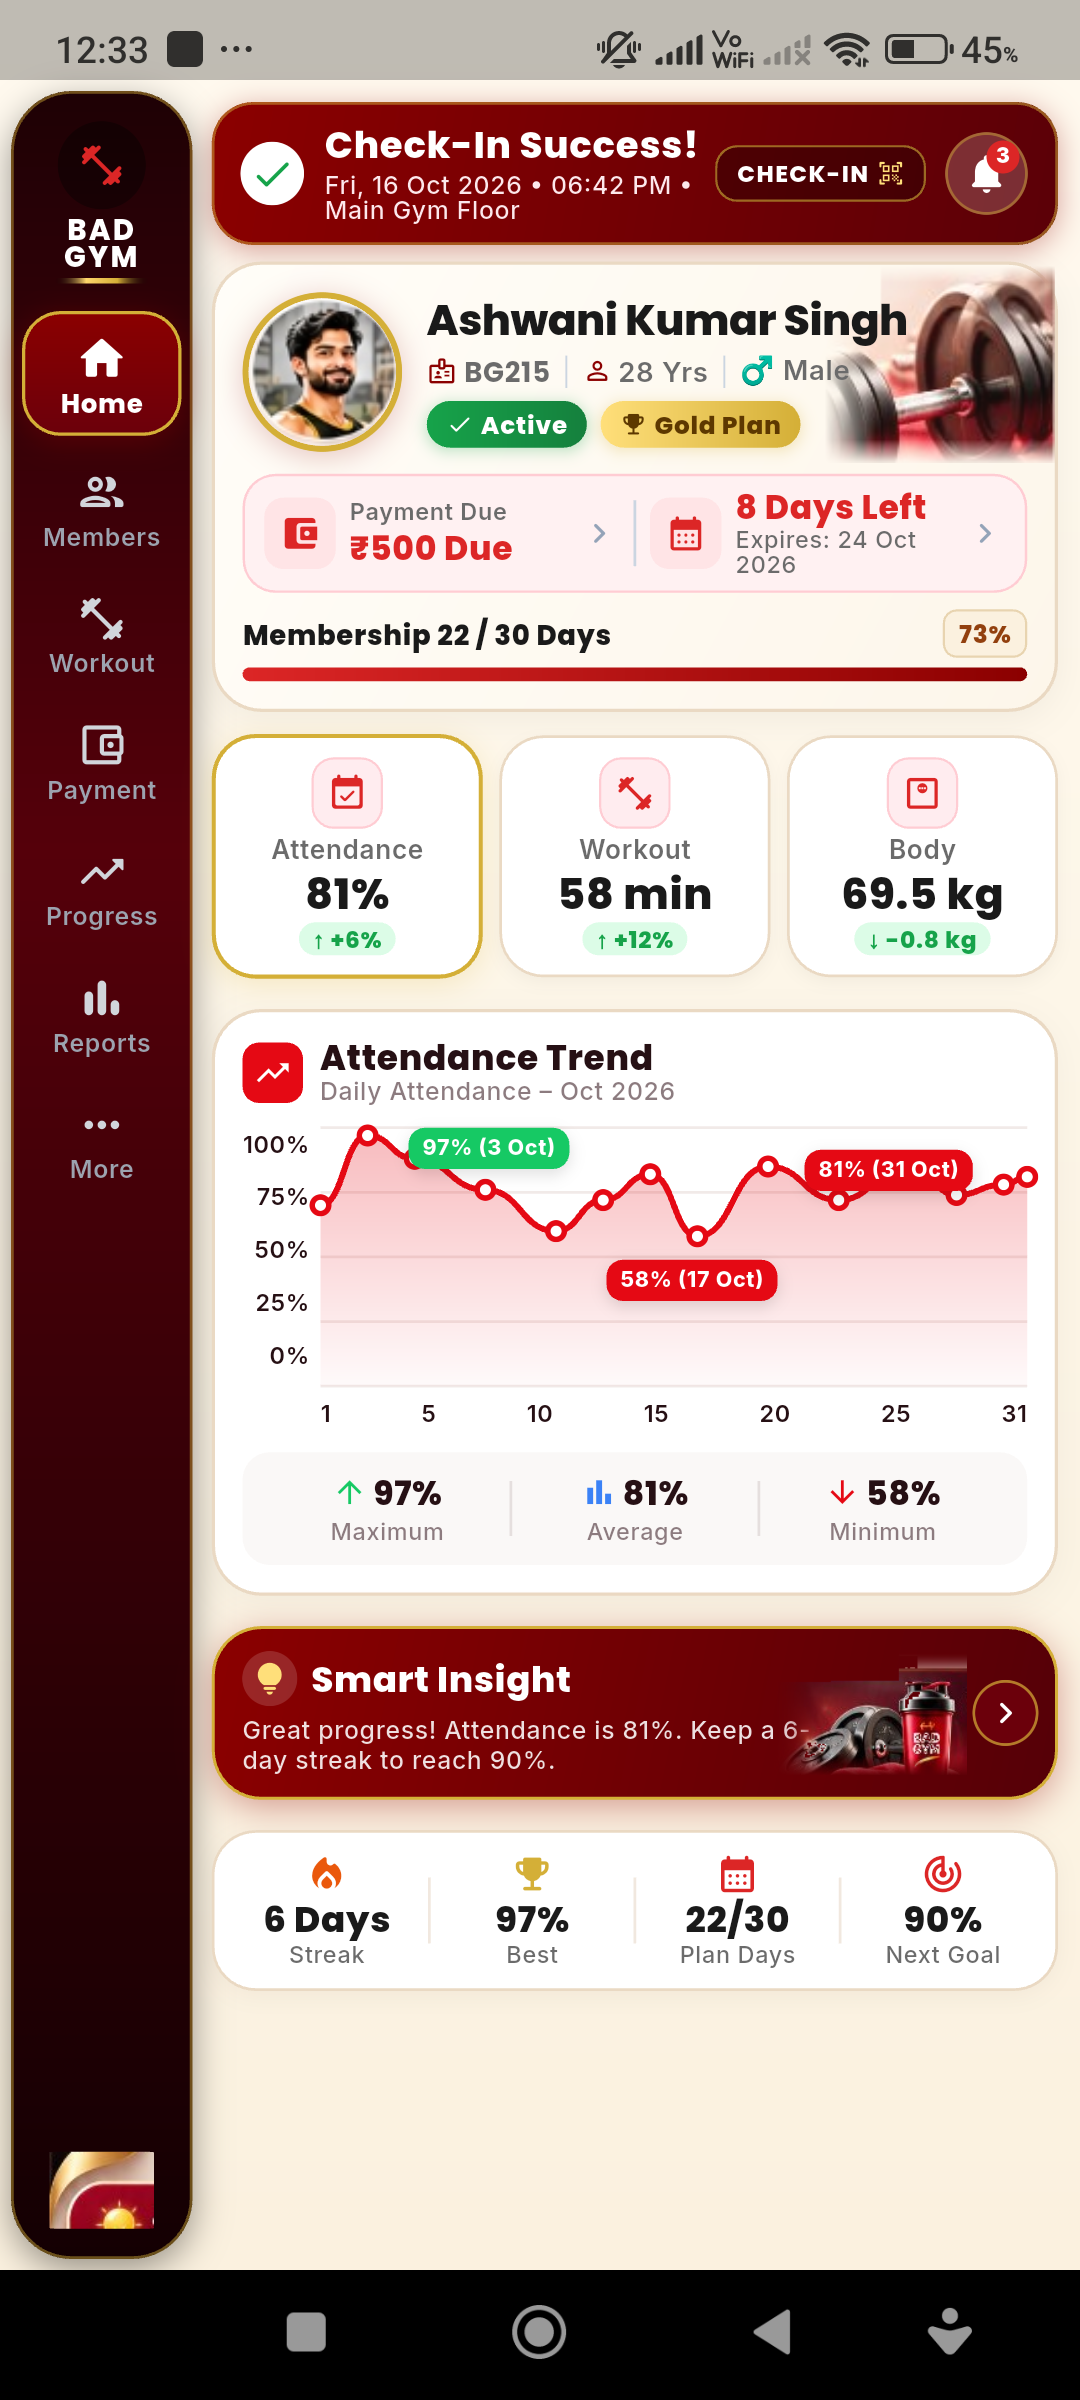 12:33
Vo
WiFi
45%
BAD
GYM
Home
Members
Workout
Payment
Progress
Reports
More
Check-In Success!
Fri, 16 Oct 2026 • 06:42 PM •
Main Gym Floor
CHECK-IN
3
Ashwani Kumar Singh
BG215
28 Yrs
Male
✓ Active
Gold Plan
Payment Due
₹500 Due
8 Days Left
Expires: 24 Oct
2026
Membership 22 / 30 Days
73%
Attendance
81%
↑ +6%
Workout
58 min
↑ +12%
Body
69.5 kg
↓ −0.8 kg
Attendance Trend
Daily Attendance – Oct 2026
100%
75%
50%
25%
0%
97% (3 Oct)
81% (31 Oct)
58% (17 Oct)
1 5 10 15 20 25 31
97%
Maximum
81%
Average
58%
Minimum
Smart Insight
Great progress! Attendance is 81%. Keep a 6-
day streak to reach 90%.
BAD
GYM
6 Days
Streak
97%
Best
22/30
Plan Days
90%
Next Goal